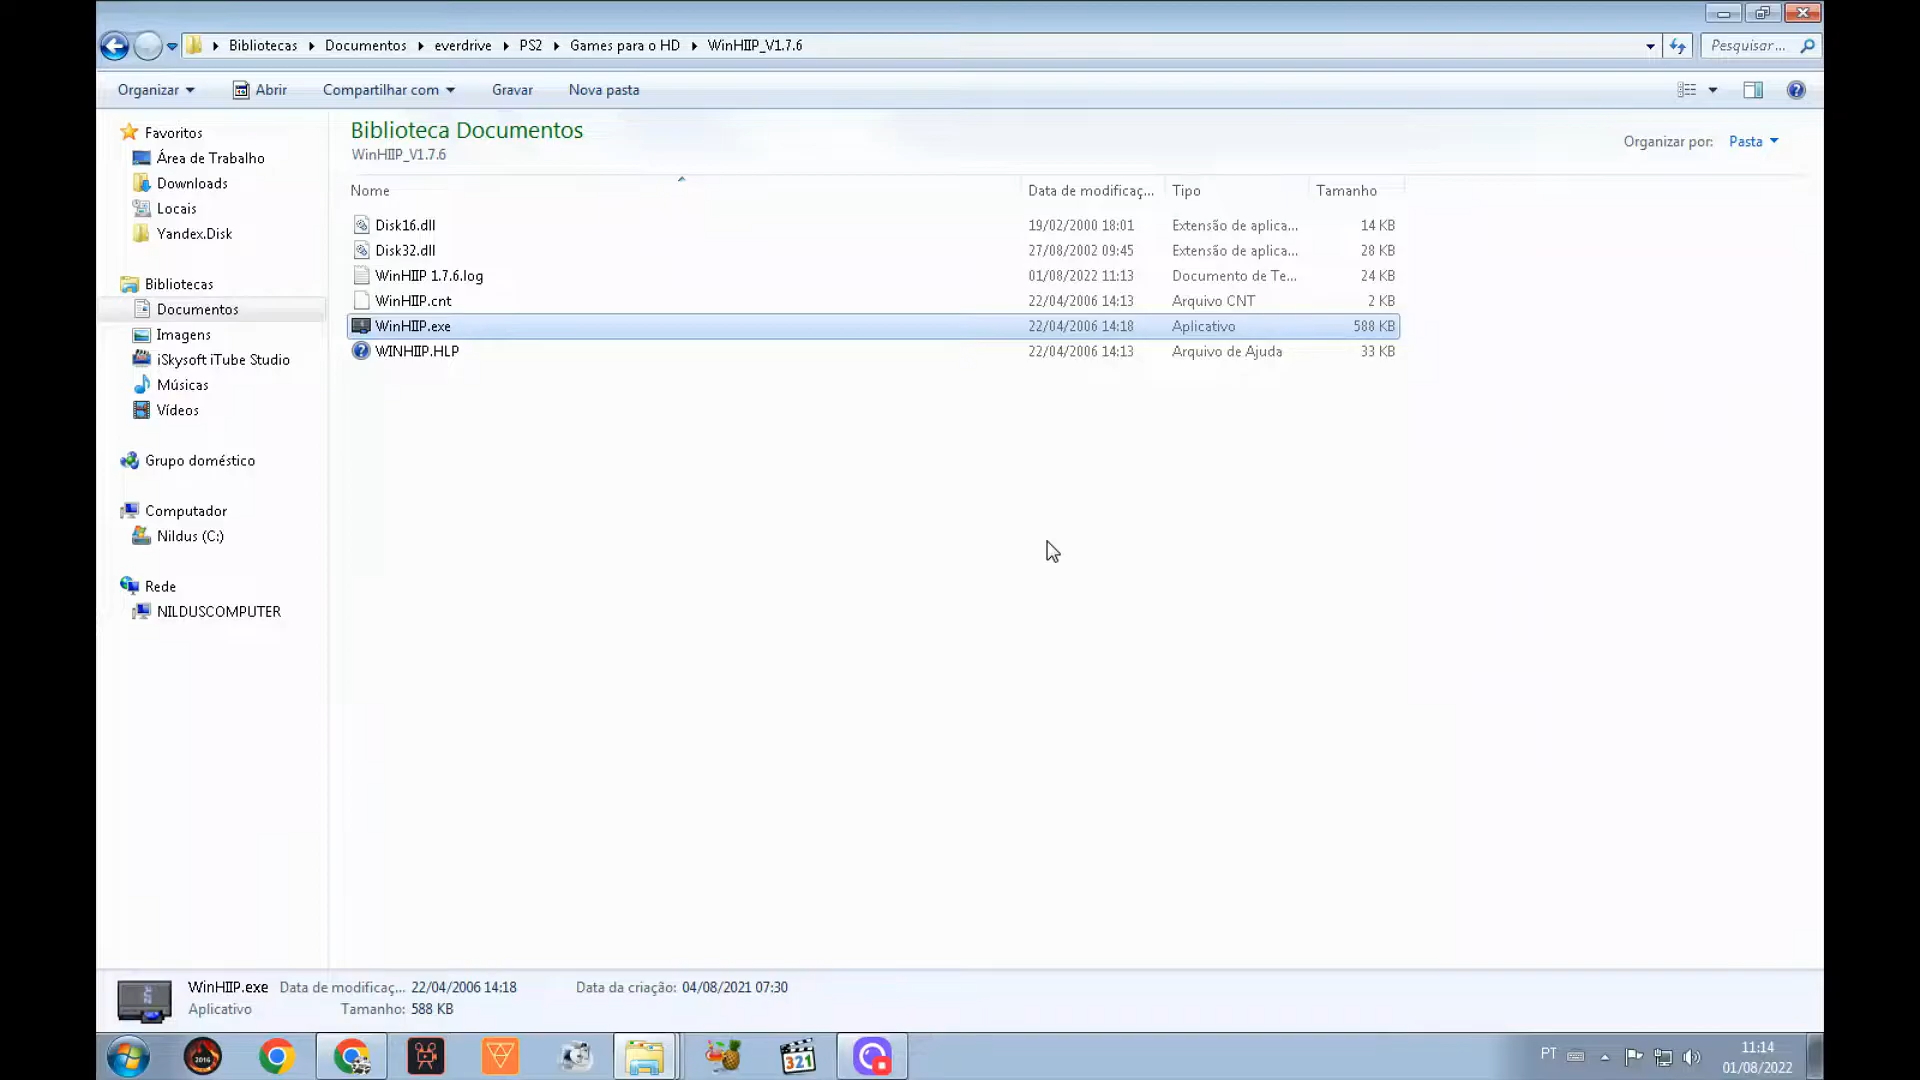 Bibliotecas Documentos everdrive PS2 Games para o HD WinHIIP_V1.7.6
Pesquisar...
Organizar Abrir Compartilhar com Gravar Nova pasta
Favoritos
Área de Trabalho
Downloads
Locais
Yandex.Disk
Bibliotecas
Documentos
Imagens
iSkysoft iTube Studio
Músicas
Vídeos
Grupo doméstico
Computador
Nildus (C:)
Rede
NILDUSCOMPUTER
Biblioteca Documentos
WinHIIP_V1.7.6
Organizar por: Pasta
Nome Data de modificaç... Tipo Tamanho
Disk16.dll 19/02/2000 18:01 Extensão de aplica... 14 KB
Disk32.dll 27/08/2002 09:45 Extensão de aplica... 28 KB
WinHIIP 1.7.6.log 01/08/2022 11:13 Documento de Te... 24 KB
WinHIIP.cnt 22/04/2006 14:13 Arquivo CNT 2 KB
WinHIIP.exe 22/04/2006 14:18 Aplicativo 588 KB
WINHIIP.HLP 22/04/2006 14:13 Arquivo de Ajuda 33 KB
WinHIIP.exe Data de modificaç... 22/04/2006 14:18 Data da criação: 04/08/2021 07:30
Aplicativo Tamanho: 588 KB
2016
321
PT
11:14
01/08/2022